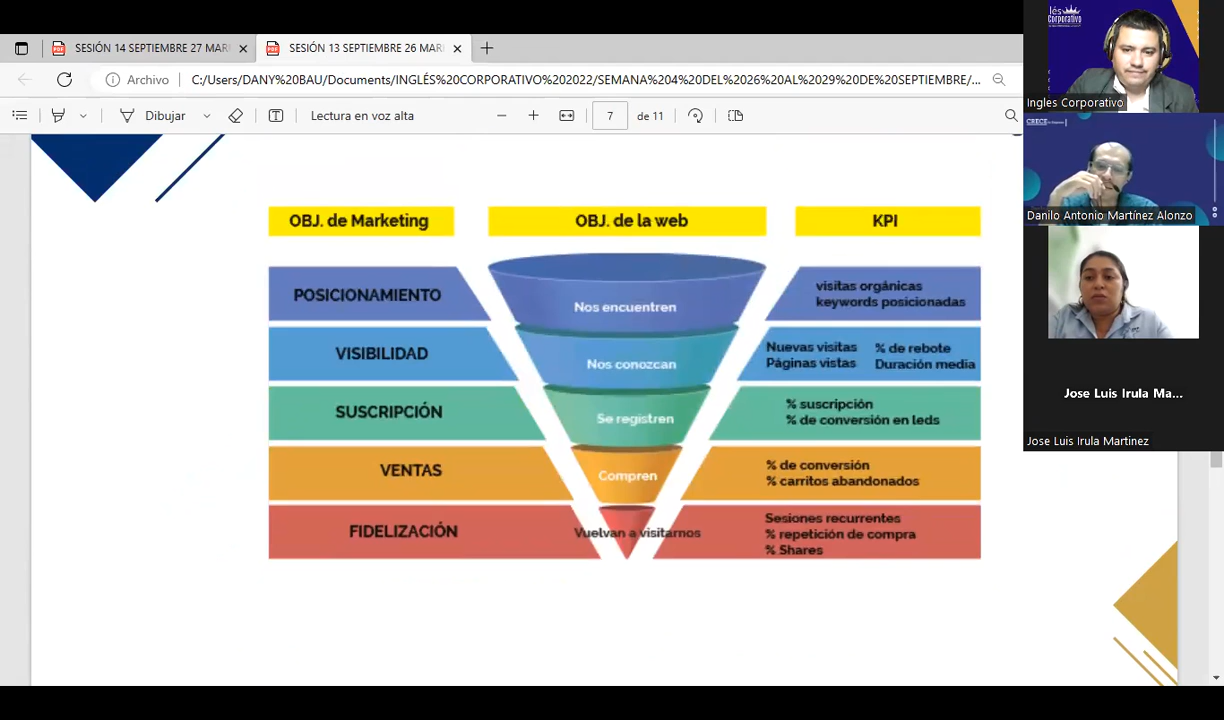 SESIÓN 14 SEPTIEMBRE 27 MAR
SESIÓN 13 SEPTIEMBRE 26 MAR
Archivo
C:/Users/DANY%20BAU/Documents/INGLÉS%20CORPORATIVO%202022/SEMANA%204%20DEL%2026%20AL%2029%20DE%20SEPTIEMBRE/...
Dibujar
Lectura en voz alta
7
de 11
OBJ. de Marketing
OBJ. de la web
KPI
POSICIONAMIENTO
Nos encuentren
visitas orgánicas
keywords posicionadas
VISIBILIDAD
Nos conozcan
Nuevas visitas
Páginas vistas
% de rebote
Duración media
SUSCRIPCIÓN
Se registren
% suscripción
% de conversión en leds
VENTAS
Compren
% de conversión
% carritos abandonados
FIDELIZACIÓN
Vuelvan a visitarnos
Sesiones recurrentes
% repetición de compra
% Shares
lés
Corporativo
Ingles Corporativo
CRECE
Danilo Antonio Martínez Alonzo
Jose Luis Irula Ma...
Jose Luis Irula Martinez